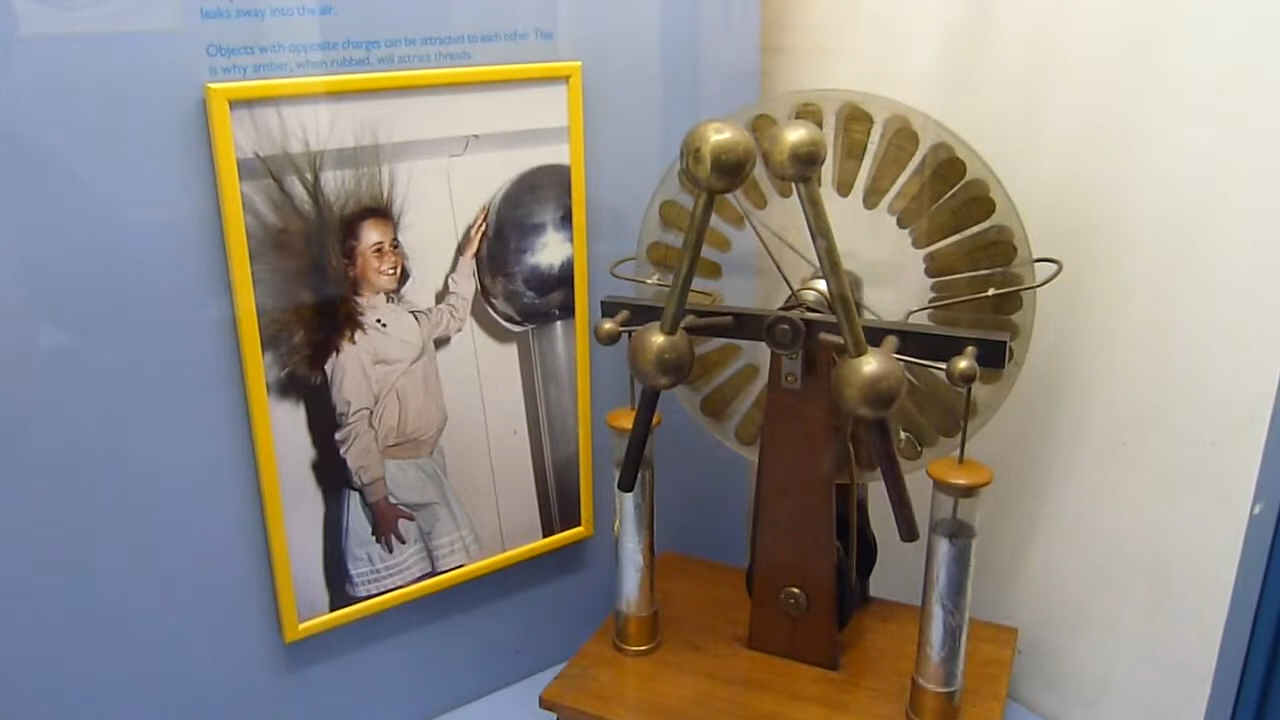 leaks away into the air.
Objects with opposite charges can be attracted to each other. That
is why amber, when rubbed, will attract threads.